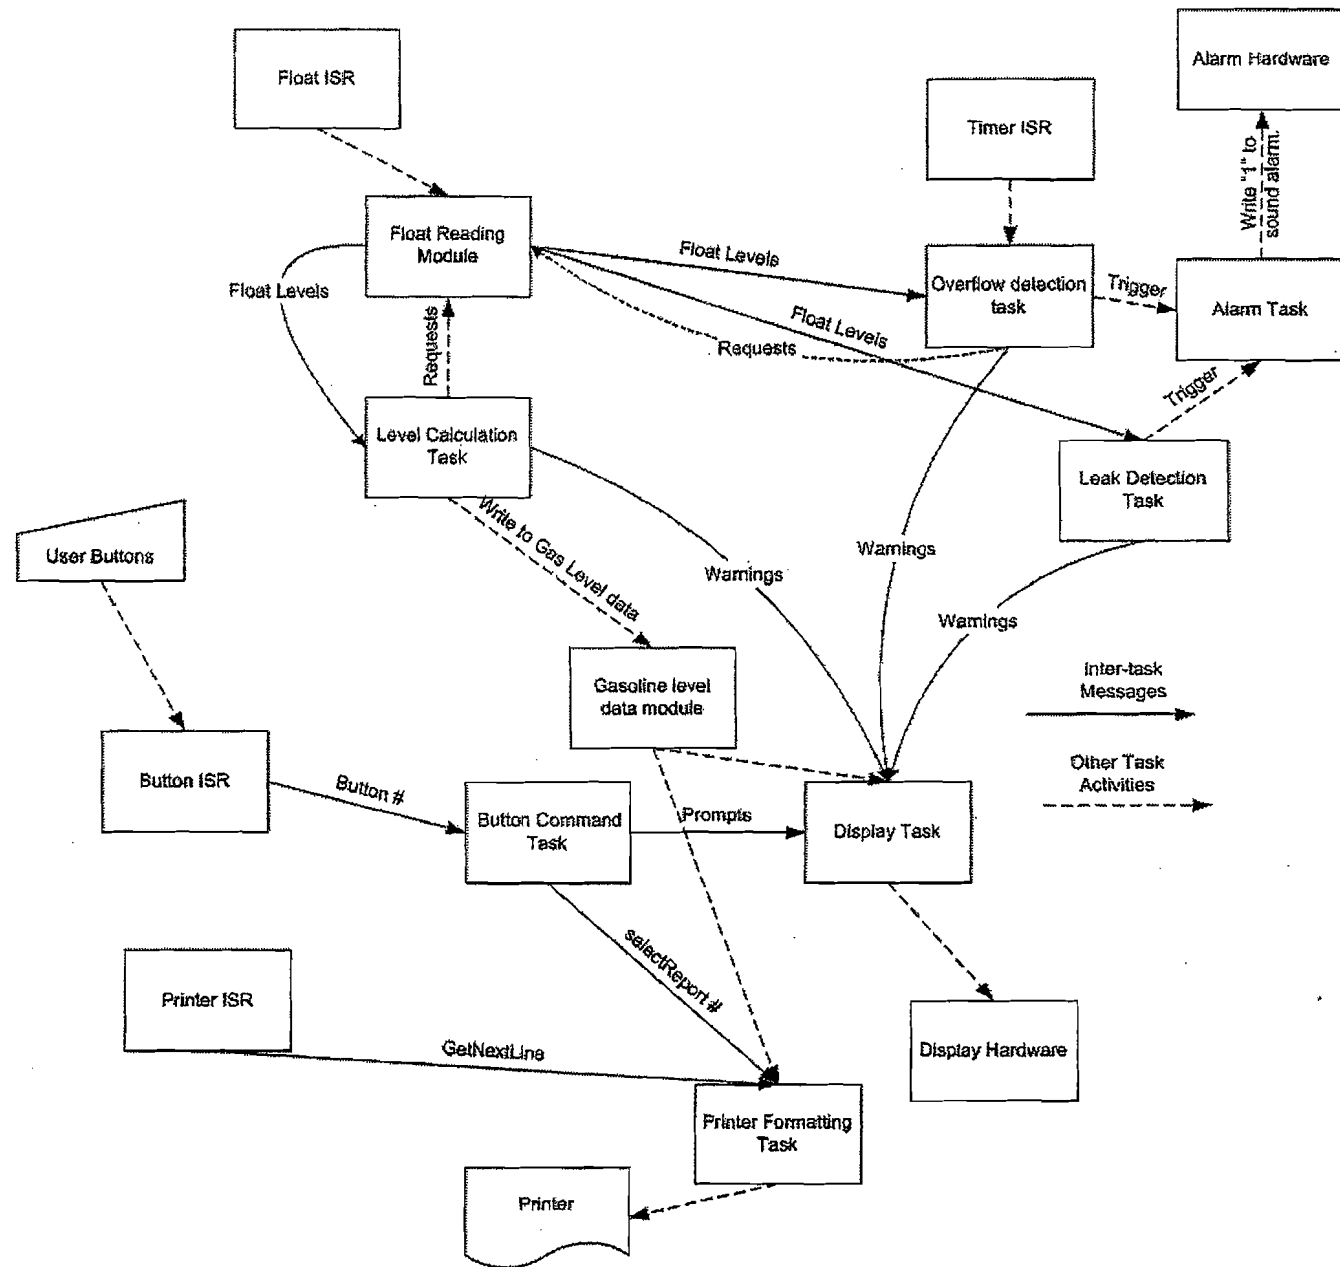 Float ISR
Alarm Hardware
Timer ISR
Write "1" to
sound alarm.
Float Reading
Module
Float Levels
Float Levels
Overflow detection
task
Trigger
Alarm Task
Float Levels
Requests
Requests
Trigger
Level Calculation
Task
Leak Detection
Task
Write to Gas Level data
User Buttons
Warnings
Warnings
Warnings
Gasoline level
data module
Inter-task
Messages
Button ISR
Button #
Button Command
Task
Prompts
Display Task
Other Task
Activities
selectReport #
Printer ISR
GetNextLine
Display Hardware
Printer Formatting
Task
Printer